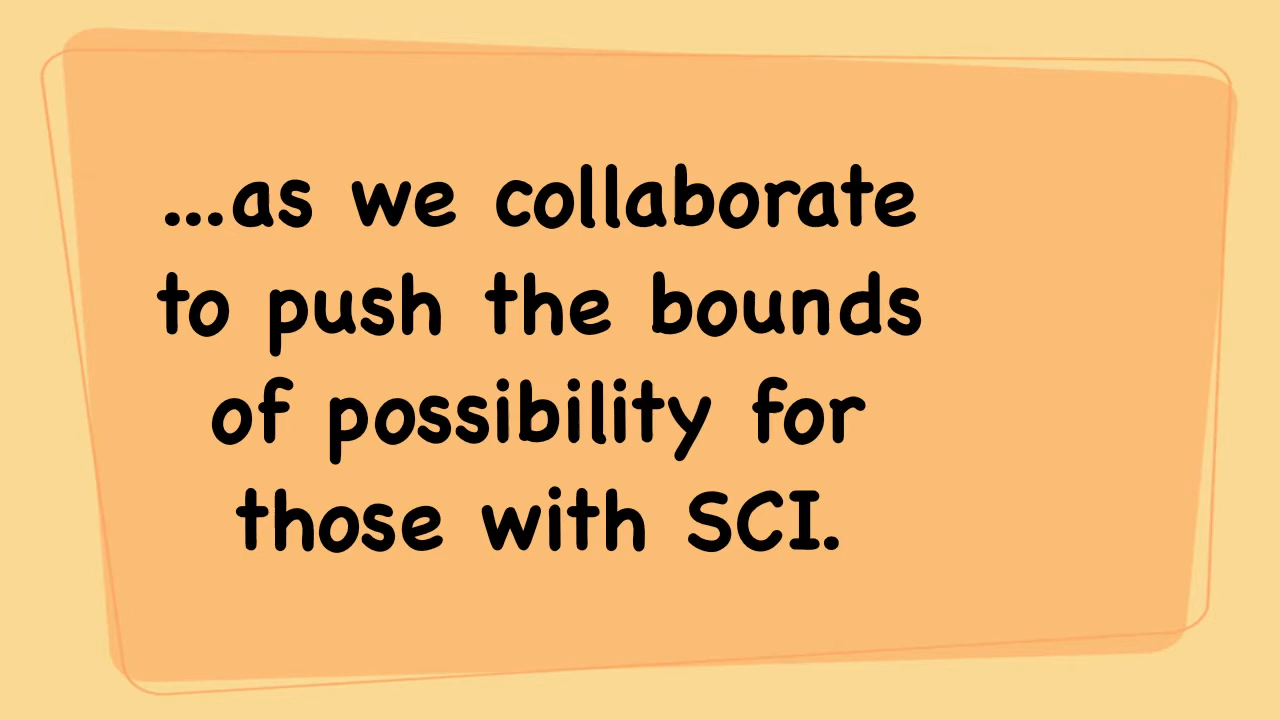 ...as we collaborate
to push the bounds
of possibility for
those with SCI.